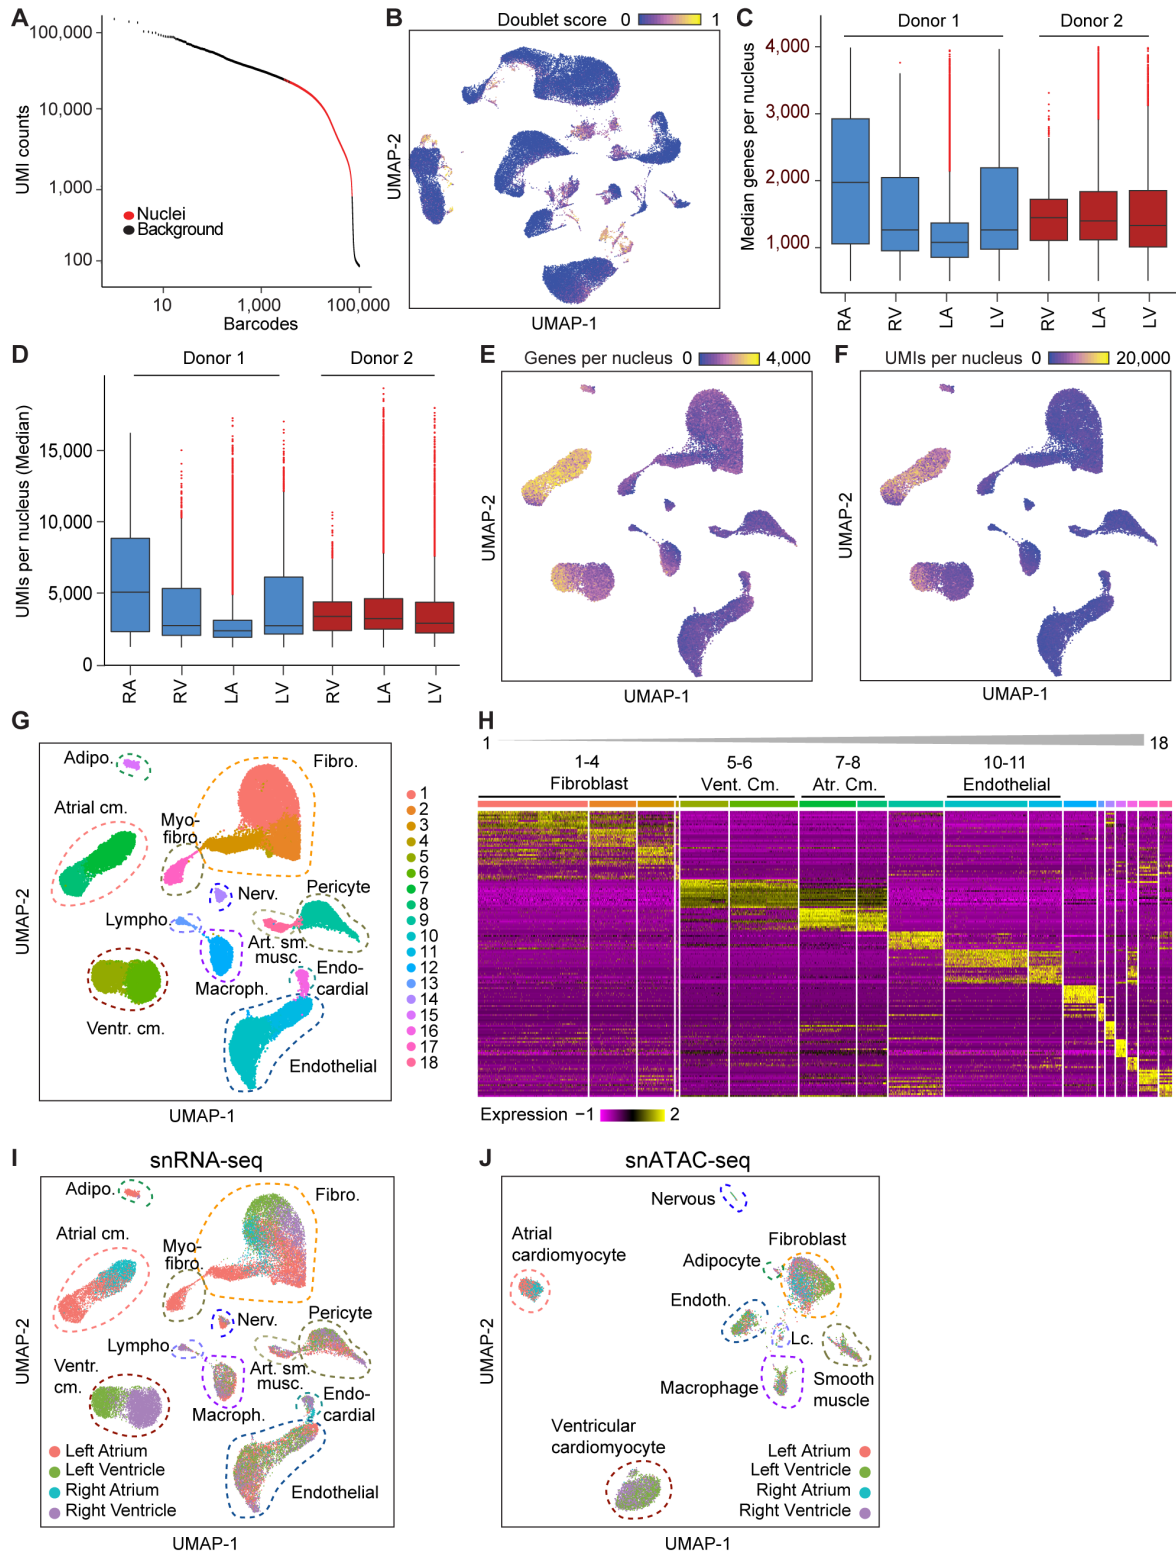 A
UMI counts
100,000
10,000
1,000
100
Nuclei
Background
10
1,000
100,000
Barcodes
B
Doublet score 0 1
UMAP-2
UMAP-1
C
Donor 1
Donor 2
Median genes per nucleus
4,000
3,000
2,000
1,000
RA
RV
LA
LV
RV
LA
LV
D
Donor 1
Donor 2
UMIs per nucleus (Median)
15,000
10,000
5,000
0
RA
RV
LA
LV
RV
LA
LV
E
Genes per nucleus 0 4,000
UMAP-2
UMAP-1
F
UMIs per nucleus 0 20,000
UMAP-2
UMAP-1
G
Adipo.
Fibro.
Atrial cm.
Myo-
fibro.
Nerv.
Pericyte
Lympho.
Art. sm.
musc.
Endo-
cardial
Macroph.
Ventr. cm.
Endothelial
UMAP-2
UMAP-1
1
2
3
4
5
6
7
8
9
10
11
12
13
14
15
16
17
18
H
1
18
1-4
5-6
7-8
10-11
Fibroblast
Vent. Cm.
Atr. Cm.
Endothelial
Expression −1 2
I
snRNA-seq
Adipo.
Fibro.
Atrial cm.
Myo-
fibro.
Nerv.
Pericyte
Lympho.
Art. sm.
musc.
Ventr.
cm.
Endo-
cardial
Macroph.
Endothelial
Left Atrium
Left Ventricle
Right Atrium
Right Ventricle
UMAP-2
UMAP-1
J
snATAC-seq
Nervous
Atrial
cardiomyocyte
Adipocyte
Fibroblast
Endoth.
Lc.
Macrophage
Smooth
muscle
Ventricular
cardiomyocyte
Left Atrium
Left Ventricle
Right Atrium
Right Ventricle
UMAP-2
UMAP-1